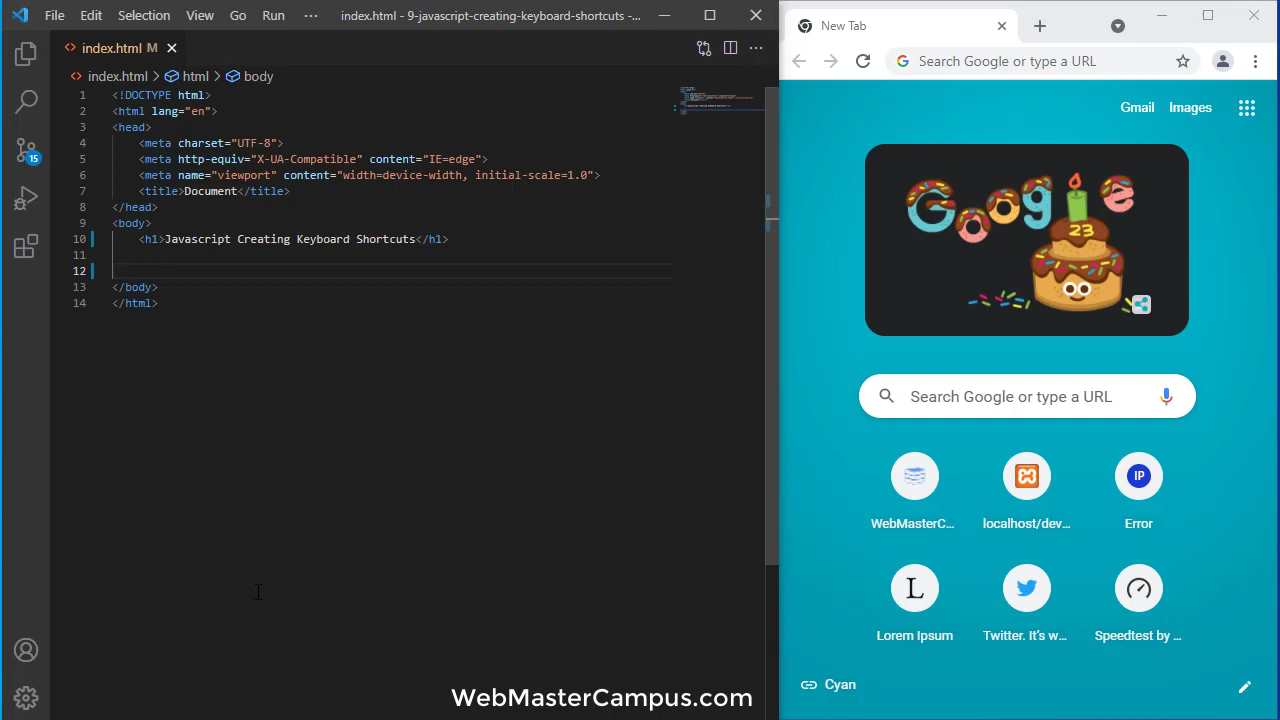 File Edit Selection View Go Run ··· index.html - 9-javascript-creating-keyboard-shortcuts -...
index.html M
index.html > html > body
1 <!DOCTYPE html>
2 <html lang="en">
3 <head>
4 <meta charset="UTF-8">
5 <meta http-equiv="X-UA-Compatible" content="IE=edge">
6 <meta name="viewport" content="width=device-width, initial-scale=1.0">
7 <title>Document</title>
8 </head>
9 <body>
10 <h1>Javascript Creating Keyboard Shortcuts</h1>
11
12
13 </body>
14 </html>
15
WebMasterCampus.com
New Tab
Search Google or type a URL
Gmail Images
Google
23
Search Google or type a URL
IP
WebMasterC... localhost/dev... Error
L
Lorem Ipsum Twitter. It's w... Speedtest by ...
Cyan